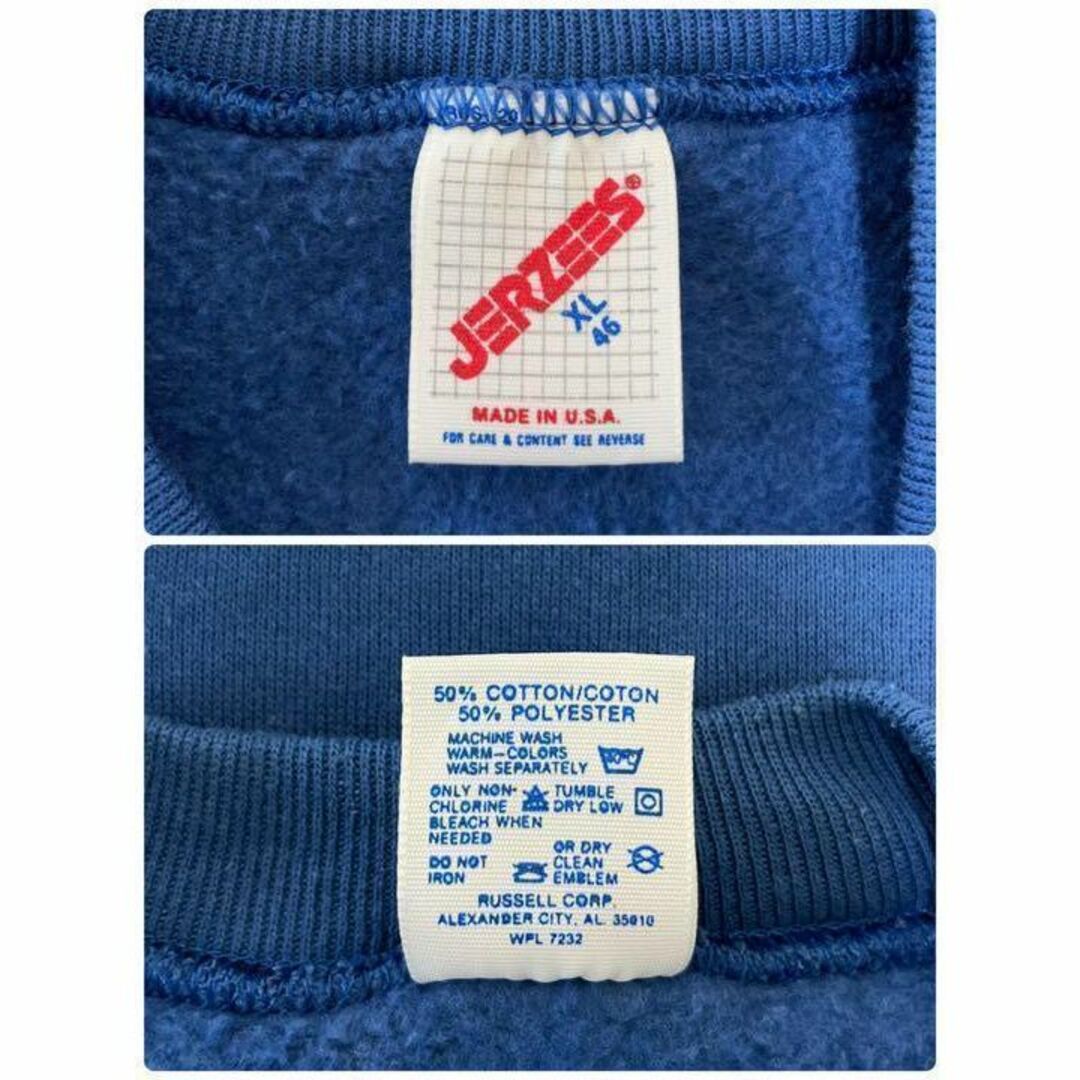 RUS. 20
JERZEES®
XL
46
MADE IN U.S.A.
FOR CARE & CONTENT SEE REVERSE
50% COTTON/COTON
50% POLYESTER
MACHINE WASH
WARM-COLORS
WASH SEPARATELY
ONLY NON-
CHLORINE
BLEACH WHEN
NEEDED
TUMBLE
DRY LOW
DO NOT
IRON
OR DRY
CLEAN
EMBLEM
RUSSELL CORP.
ALEXANDER CITY, AL 35010
WPL 7232